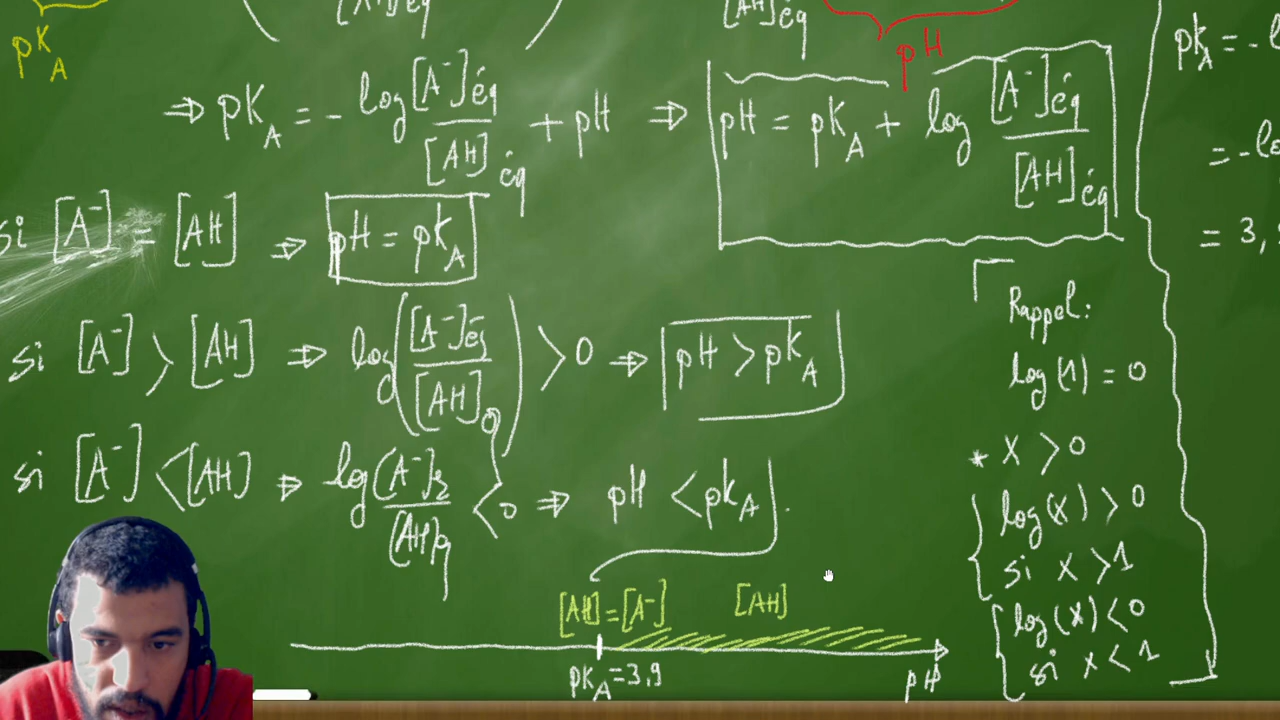 pK_A
[AH]éq
pH
⇒ pK_A = - log [A⁻]éq / [AH]éq + pH ⇒ pH = pK_A + log [A⁻]éq / [AH]éq
si [A⁻] = [AH] ⇒ pH = pK_A
si [A⁻] > [AH] ⇒ log([A⁻]éq / [AH]q) > 0 ⇒ pH > pK_A
si [A⁻] < [AH] ⇒ log [A⁻] / [AH] < 0 ⇒ pH < pK_A.
[AH] = [A⁻] [AH]
pK_A = 3,9 pH
pK_A = -
= -
= 3,
Rappel:
log(1) = 0
* x > 0
log(x) > 0
si x > 1
log(x) < 0
si x < 1